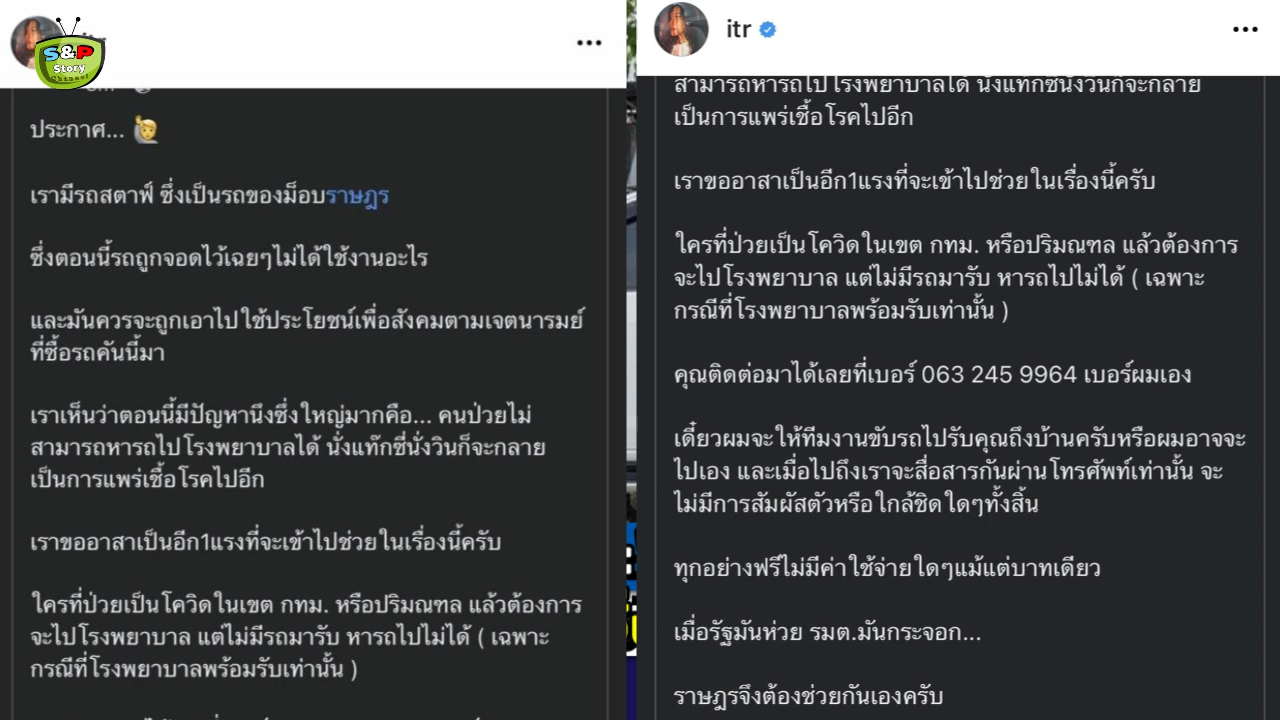 S&P
Story
Channel
ประกาศ... 🙋
เรามีรถสตาฟ์ ซึ่งเป็นรถของม็อบราษฎร
ซึ่งตอนนี้รถถูกจอดไว้เฉยๆไม่ได้ใช้งานอะไร
และมันควรจะถูกเอาไปใช้ประโยชน์เพื่อสังคมตามเจตนารมย์
ที่ซื้อรถคันนี้มา
เราเห็นว่าตอนนี้มีปัญหานึงซึ่งใหญ่มากคือ... คนป่วยไม่
สามารถหารถไปโรงพยาบาลได้ นั่งแท๊กซี่นั่งวินก็จะกลาย
เป็นการแพร่เชื้อโรคไปอีก
เราขออาสาเป็นอีก1แรงที่จะเข้าไปช่วยในเรื่องนี้ครับ
ใครที่ป่วยเป็นโควิดในเขต กทม. หรือปริมณฑล แล้วต้องการ
จะไปโรงพยาบาล แต่ไม่มีรถมารับ หารถไปไม่ได้ ( เฉพาะ
กรณีที่โรงพยาบาลพร้อมรับเท่านั้น )
itr
สามารถหารถไปโรงพยาบาลได้ นั่งแท๊กซี่นั่งวินก็จะกลาย
เป็นการแพร่เชื้อโรคไปอีก
เราขออาสาเป็นอีก1แรงที่จะเข้าไปช่วยในเรื่องนี้ครับ
ใครที่ป่วยเป็นโควิดในเขต กทม. หรือปริมณฑล แล้วต้องการ
จะไปโรงพยาบาล แต่ไม่มีรถมารับ หารถไปไม่ได้ ( เฉพาะ
กรณีที่โรงพยาบาลพร้อมรับเท่านั้น )
คุณติดต่อมาได้เลยที่เบอร์ 063 245 9964 เบอร์ผมเอง
เดี๋ยวผมจะให้ทีมงานขับรถไปรับคุณถึงบ้านครับหรือผมอาจจะ
ไปเอง และเมื่อไปถึงเราจะสื่อสารกันผ่านโทรศัพท์เท่านั้น จะ
ไม่มีการสัมผัสตัวหรือใกล้ชิดใดๆทั้งสิ้น
ทุกอย่างฟรีไม่มีค่าใช้จ่ายใดๆแม้แต่บาทเดียว
เมื่อรัฐมันห่วย รมต.มันกระจอก...
ราษฎรจึงต้องช่วยกันเองครับ